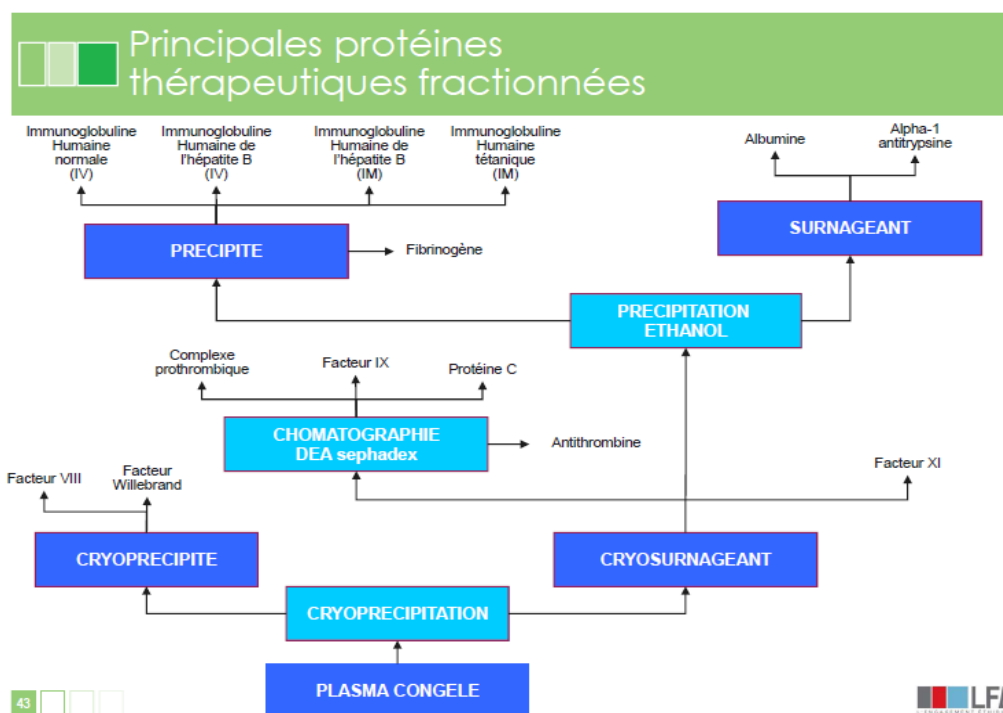 Principales protéines
thérapeutiques fractionnées
Immunoglobuline
Humaine
normale
(IV)
Immunoglobuline
Humaine de
l'hépatite B
(IV)
Immunoglobuline
Humaine de
l'hépatite B
(IM)
Immunoglobuline
Humaine
tétanique
(IM)
Albumine
Alpha-1
antitrypsine
PRECIPITE
Fibrinogène
SURNAGEANT
PRECIPITATION
ETHANOL
Complexe
prothrombique
Facteur IX
Protéine C
CHOMATOGRAPHIE
DEA sephadex
Antithrombine
Facteur VIII
Facteur
Willebrand
Facteur XI
CRYOPRECIPITE
CRYOSURNAGEANT
CRYOPRECIPITATION
PLASMA CONGELE
43